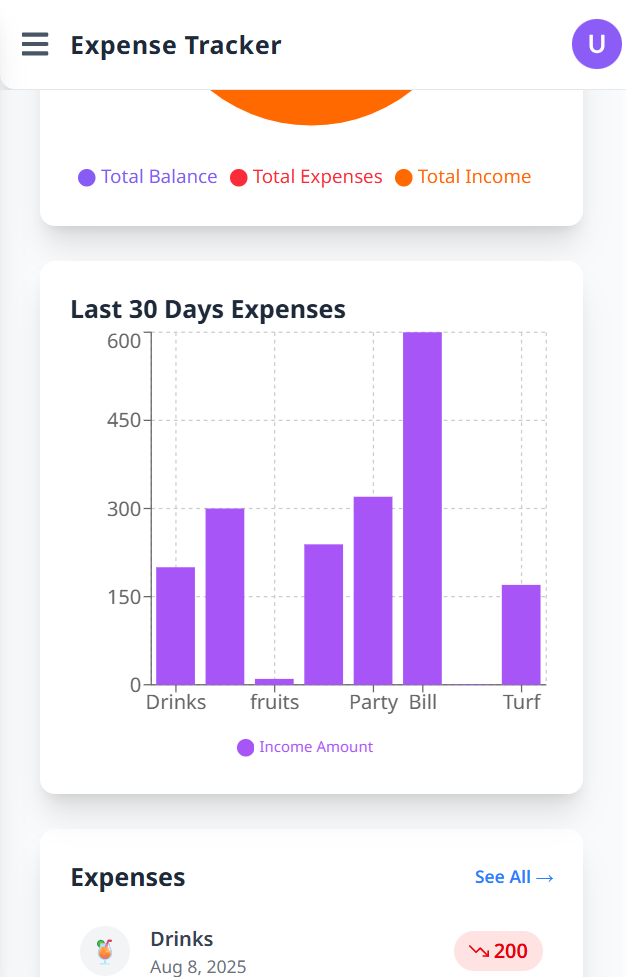 Expense Tracker
U
Total Balance Total Expenses Total Income
Last 30 Days Expenses
600
450
300
150
0
Drinks fruits Party Bill Turf
Income Amount
Expenses
See All →
Drinks
200
Aug 8, 2025